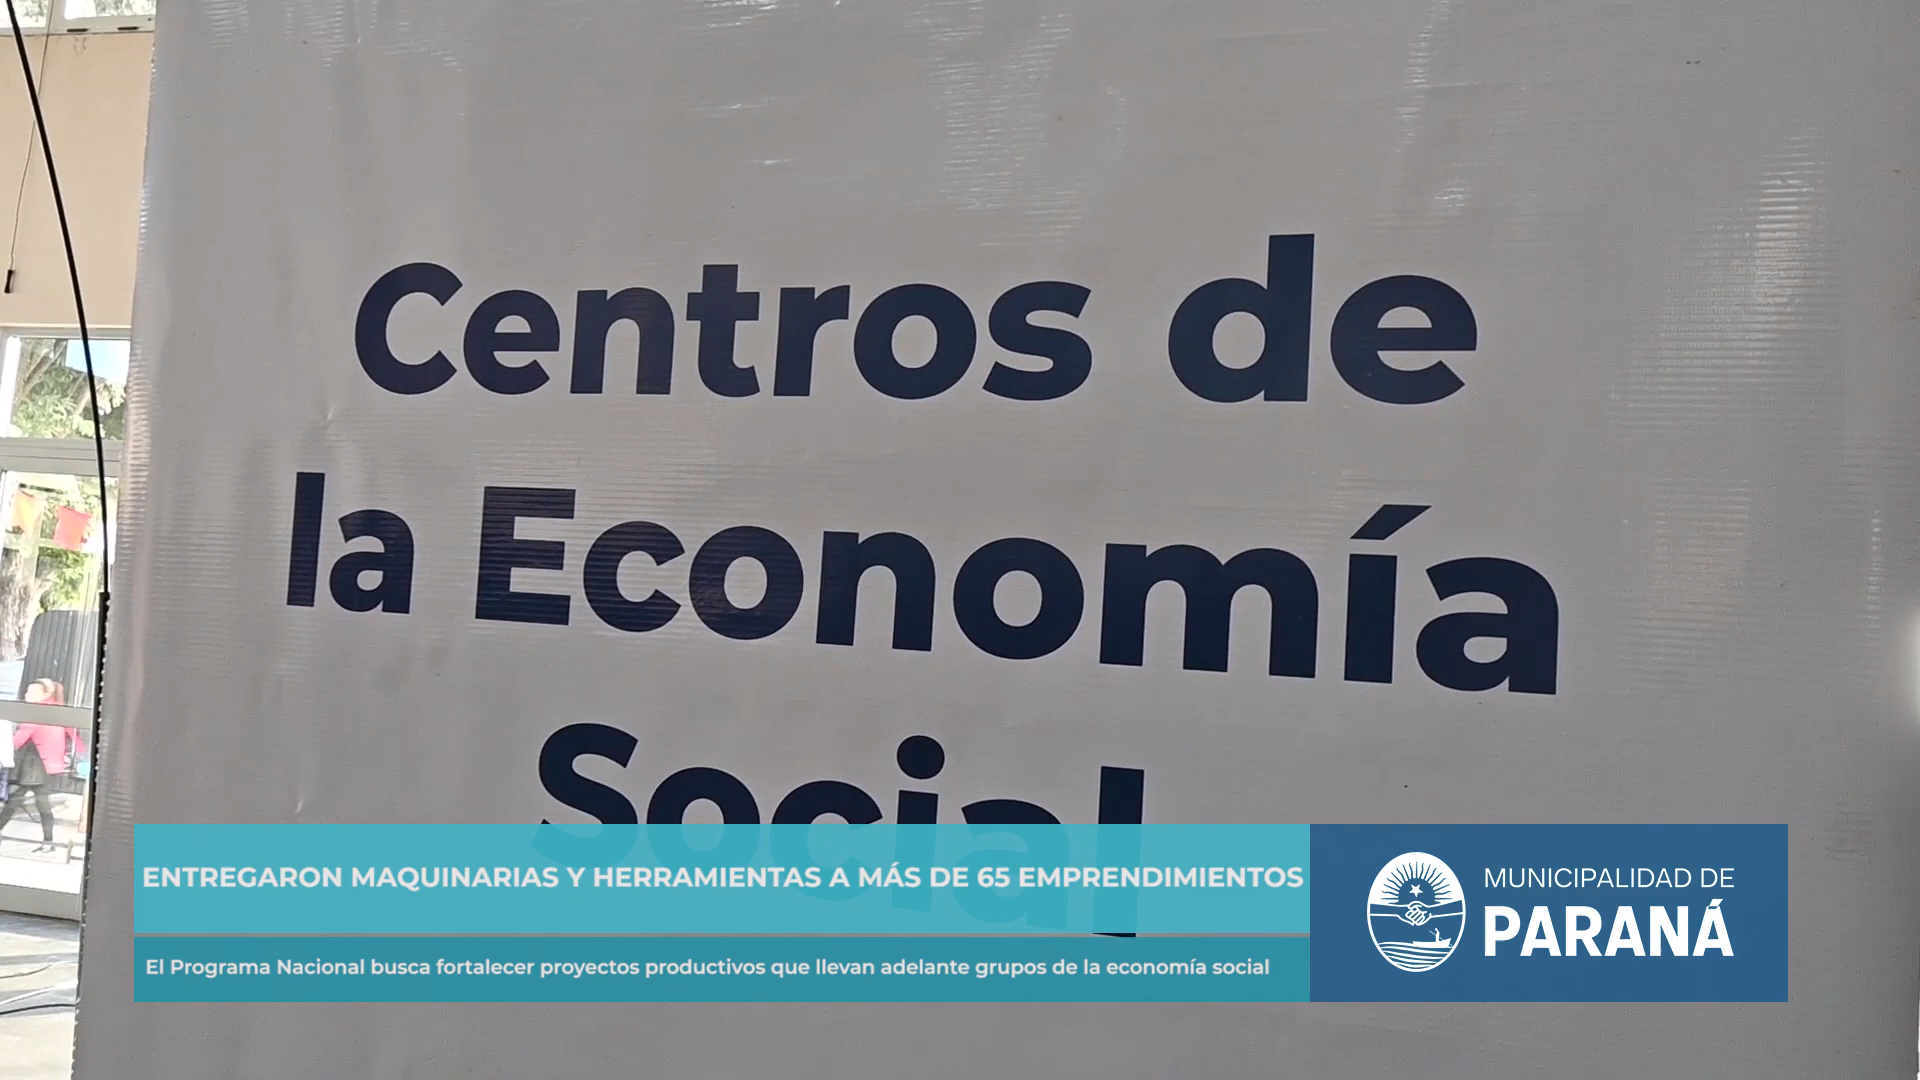 Centros de
la Economía
Social
ENTREGARON MAQUINARIAS Y HERRAMIENTAS A MÁS DE 65 EMPRENDIMIENTOS
El Programa Nacional busca fortalecer proyectos productivos que llevan adelante grupos de la economía social
MUNICIPALIDAD DE
PARANÁ